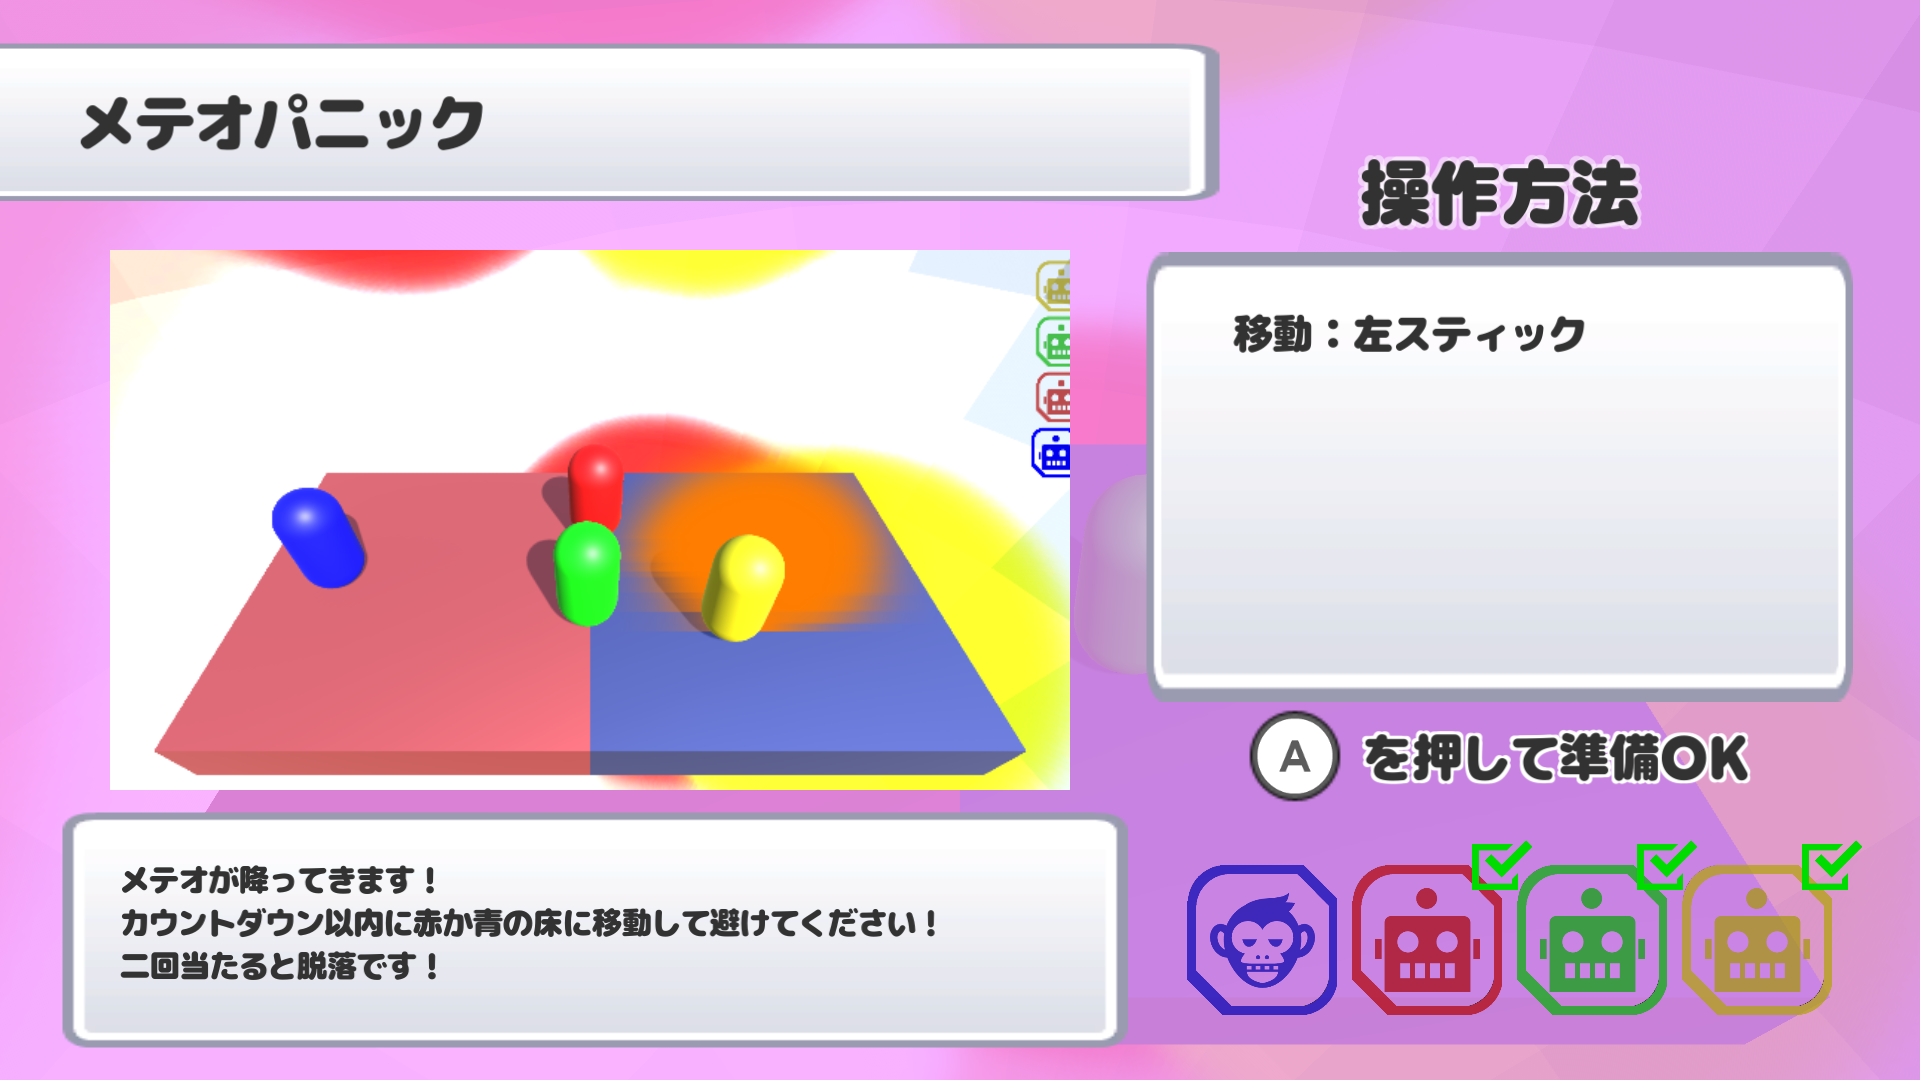 メテオパニック
操作方法
移動：左スティック
Aを押して準備OK
メテオが降ってきます！
カウントダウン以内に赤か青の床に移動して避けてください！
二回当たると脱落です！